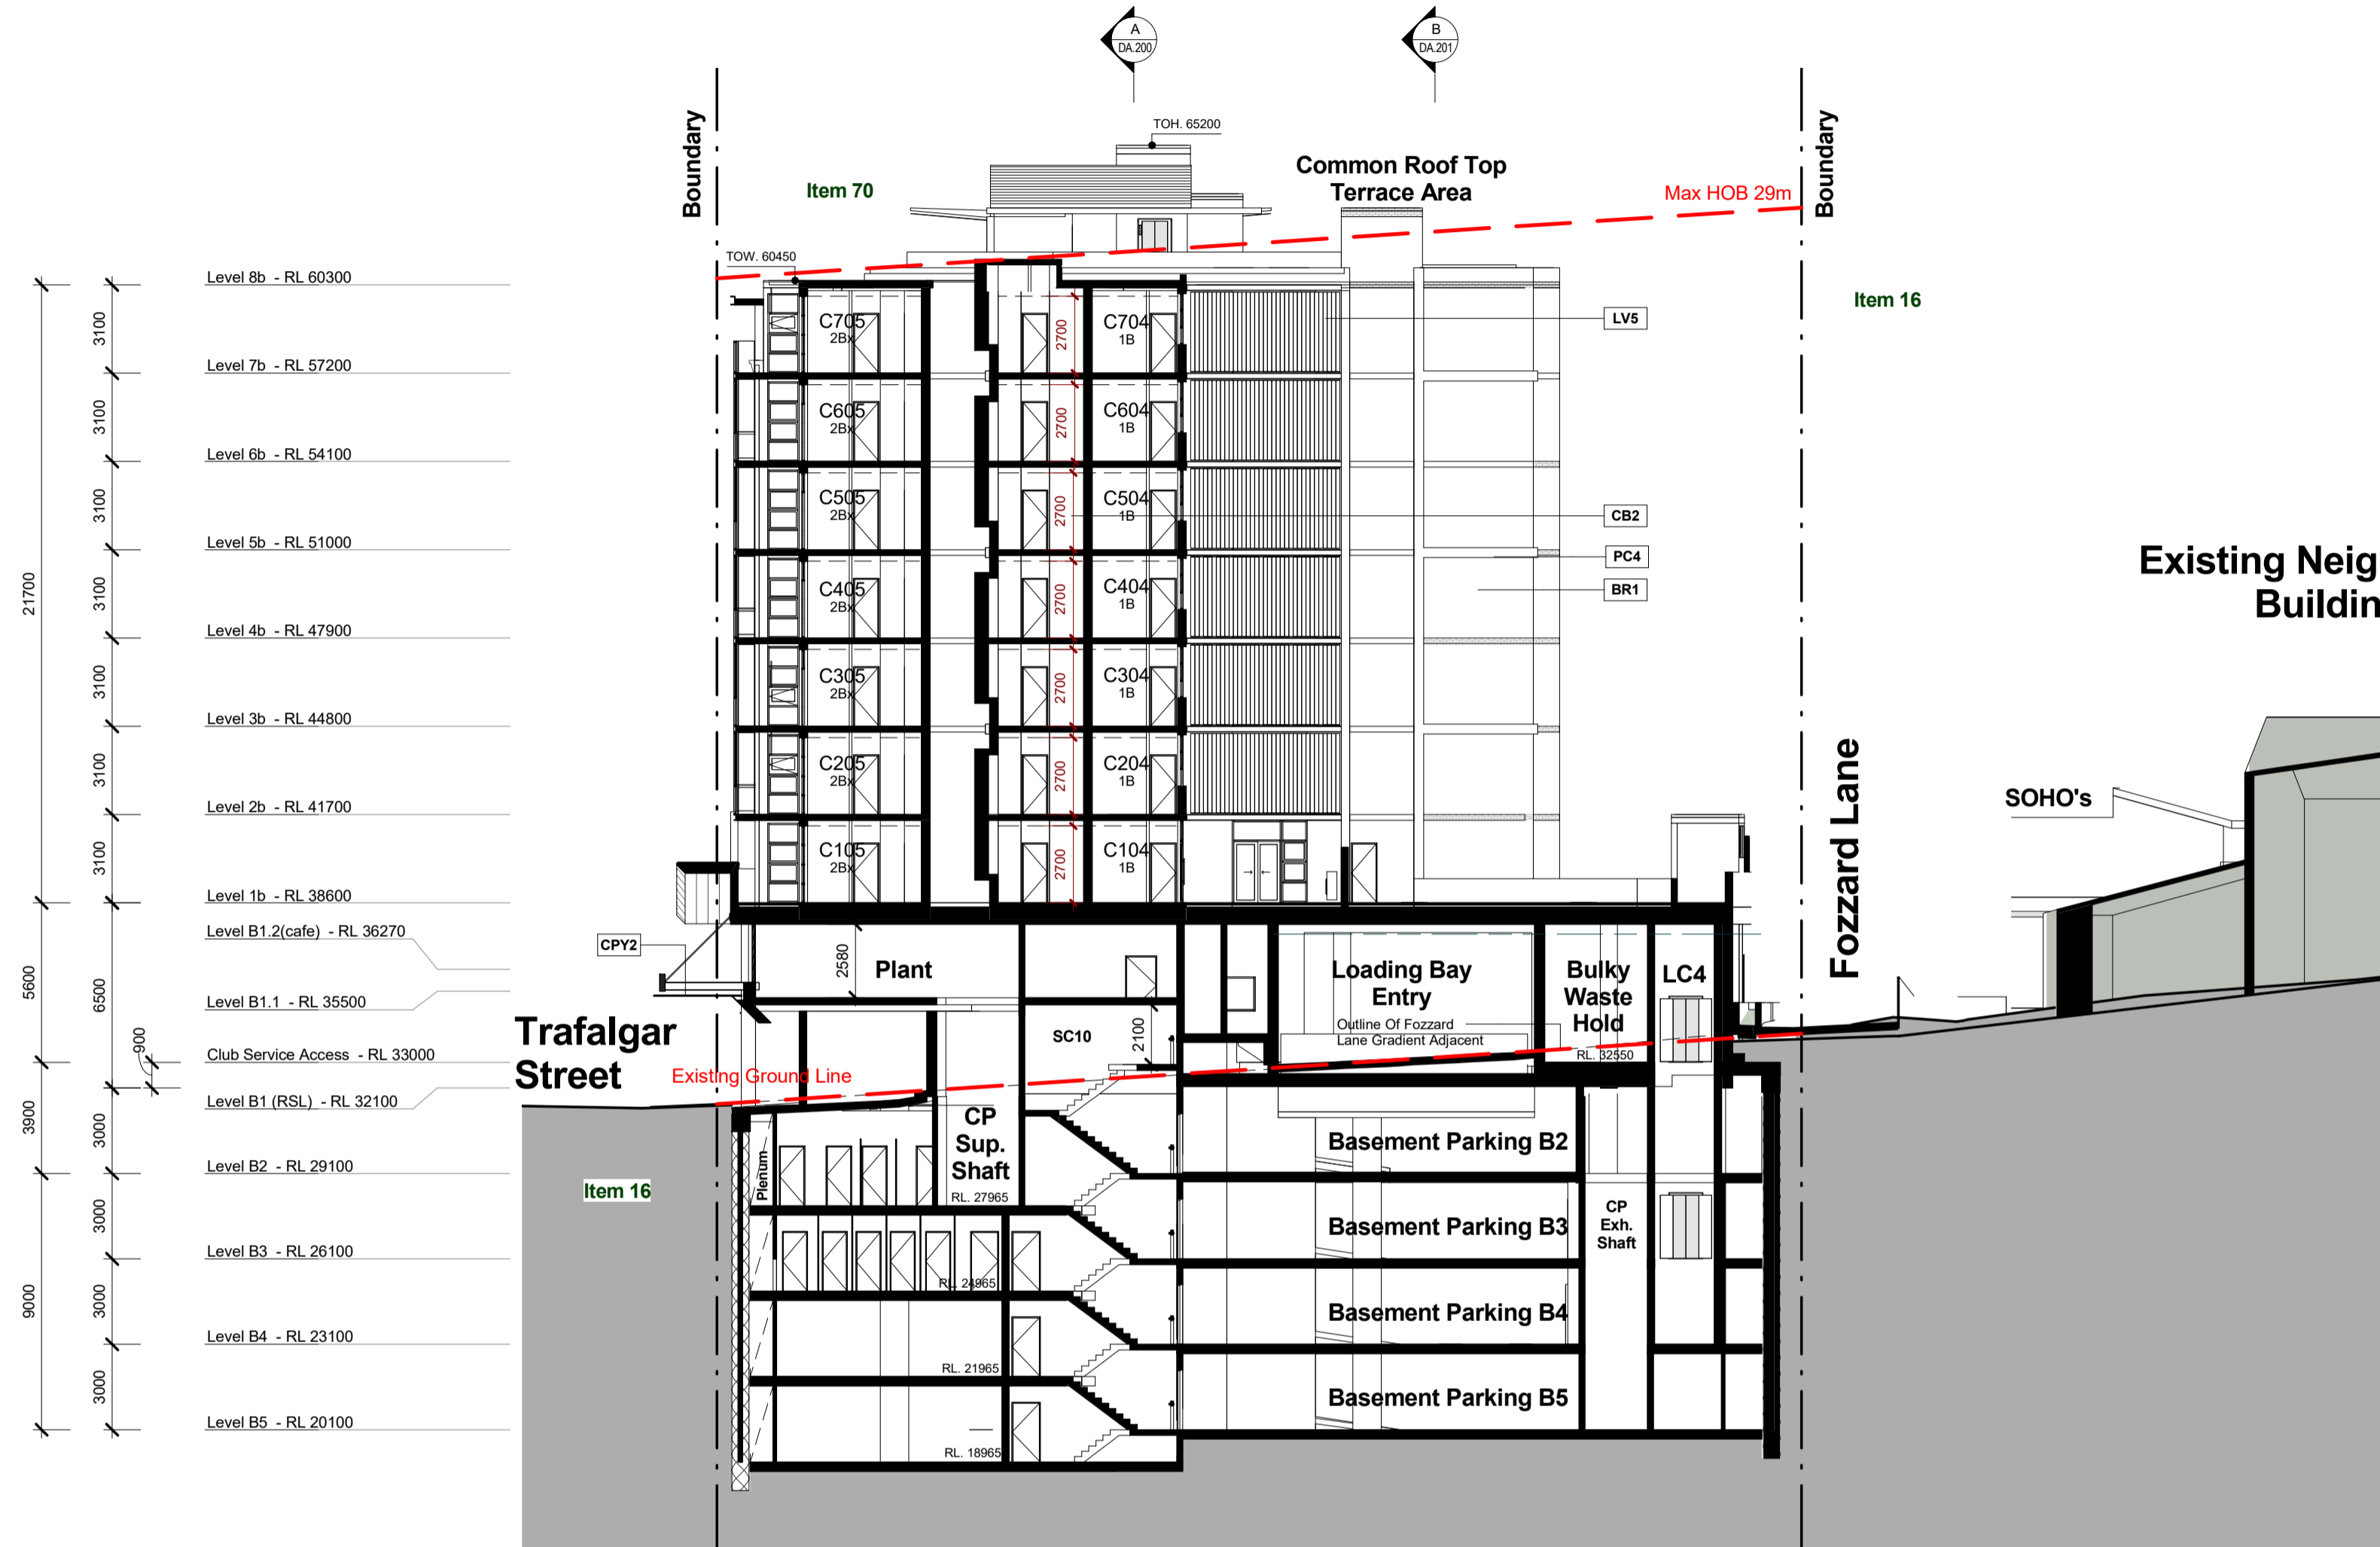 A
DA.200
B
DA.201
Boundary
Boundary
TOH. 65200
Common Roof Top
Terrace Area
Item 70
Max HOB 29m
TOW. 60450
Item 16
Level 8b - RL 60300
Level 7b - RL 57200
Level 6b - RL 54100
Level 5b - RL 51000
Level 4b - RL 47900
Level 3b - RL 44800
Level 2b - RL 41700
Level 1b - RL 38600
Level B1.2(cafe) - RL 36270
Level B1.1 - RL 35500
Club Service Access - RL 33000
Level B1 (RSL) - RL 32100
Level B2 - RL 29100
Level B3 - RL 26100
Level B4 - RL 23100
Level B5 - RL 20100
21700
5600
3900
9000
3100
3100
3100
3100
3100
3100
3100
6500
900
3000
3000
3000
3000
C705
2Bx
2700
C704
1B
LV5
C605
2Bx
2700
C604
1B
C505
2Bx
2700
C504
1B
CB2
PC4
C405
2Bx
2700
C404
1B
BR1
C305
2Bx
2700
C304
1B
C205
2Bx
2700
C204
1B
C105
2Bx
2700
C104
1B
Existing Neig
Buildin
SOHO's
Fozzard Lane
CPY2
2580
Plant
Loading Bay
Entry
Bulky
Waste
Hold
LC4
Outline Of Fozzard
Lane Gradient Adjacent
RL. 32550
SC10
2100
Trafalgar
Street
Existing Ground Line
CP
Sup.
Shaft
RL. 27965
Plenum
Item 16
Basement Parking B2
Basement Parking B3
CP
Exh.
Shaft
RL. 24965
Basement Parking B4
RL. 21965
Basement Parking B5
RL. 18965